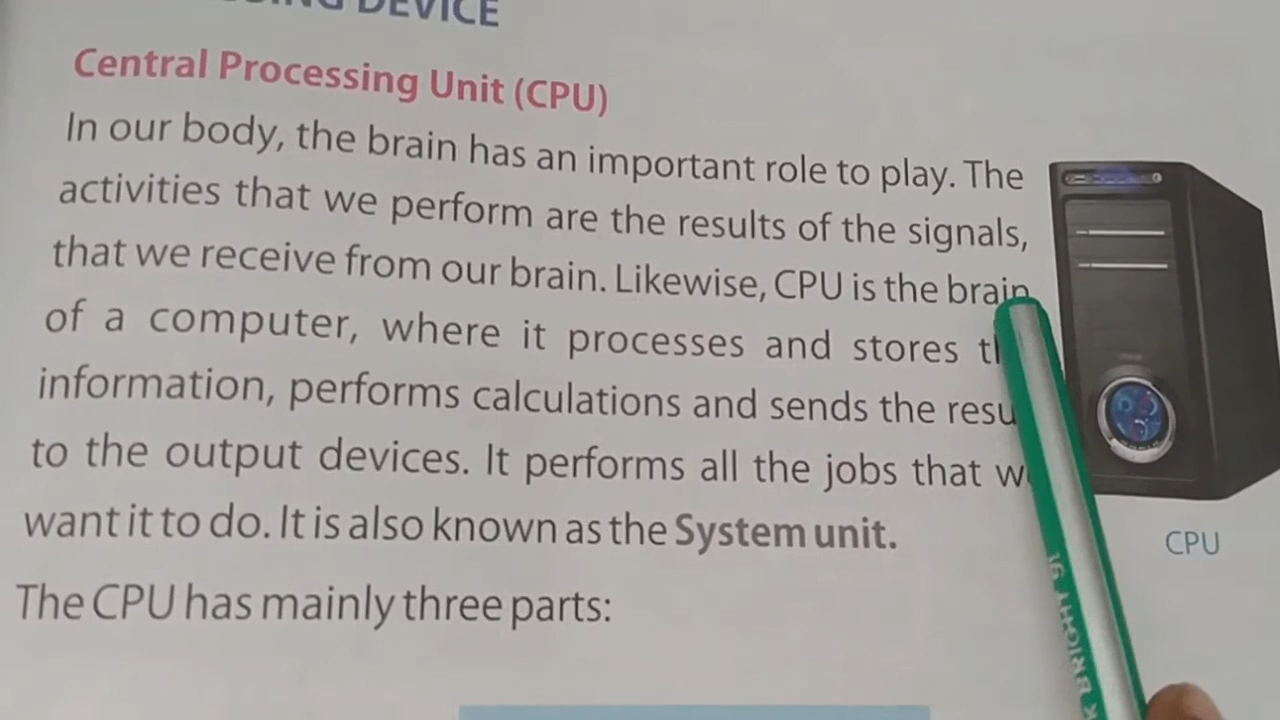 DEVICE
Central Processing Unit (CPU)
In our body, the brain has an important role to play. The
activities that we perform are the results of the signals,
that we receive from our brain. Likewise, CPU is the brain
of a computer, where it processes and stores
information, performs calculations and sends the
to the output devices. It performs all the jobs that
want it to do. It is also known as the System unit.
CPU
The CPU has mainly three parts: